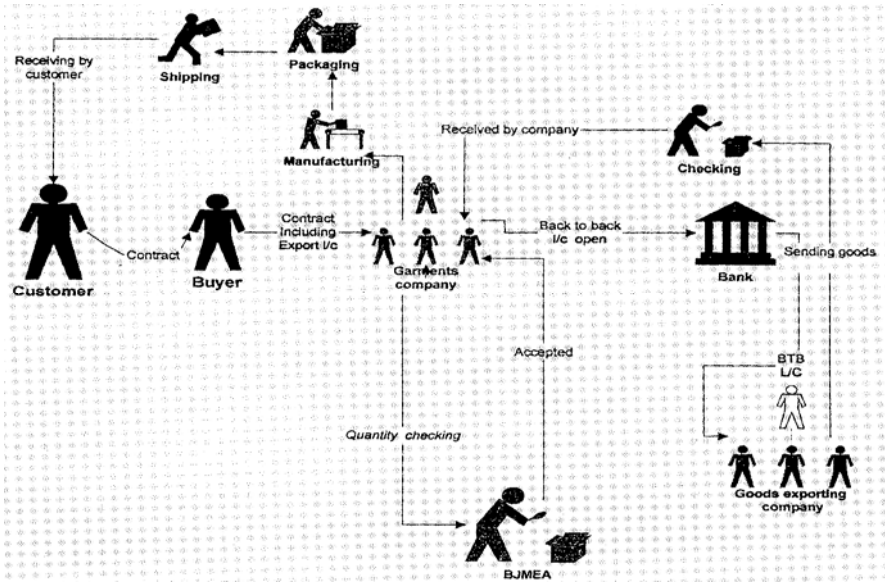 Receiving by
customer
Shipping
Packaging
Manufacturing
Received by company
Checking
Contract
Including
Export l/c
Back to back
l/c open
Contract
Customer
Buyer
Garments
company
Bank
Sending goods
Accepted
BTB
L/C
Quantity checking
Goods exporting
company
BJMEA